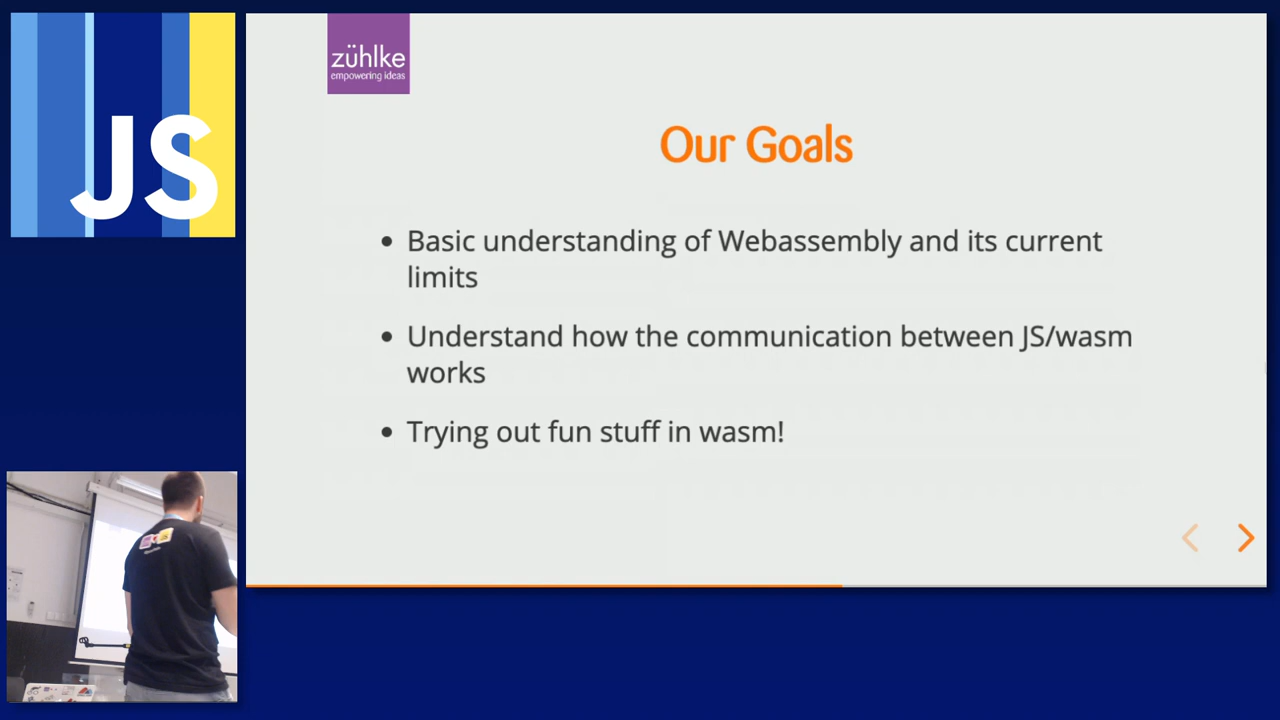 JS
zühlke
empowering ideas
Our Goals
Basic understanding of Webassembly and its current
limits
Understand how the communication between JS/wasm
works
Trying out fun stuff in wasm!